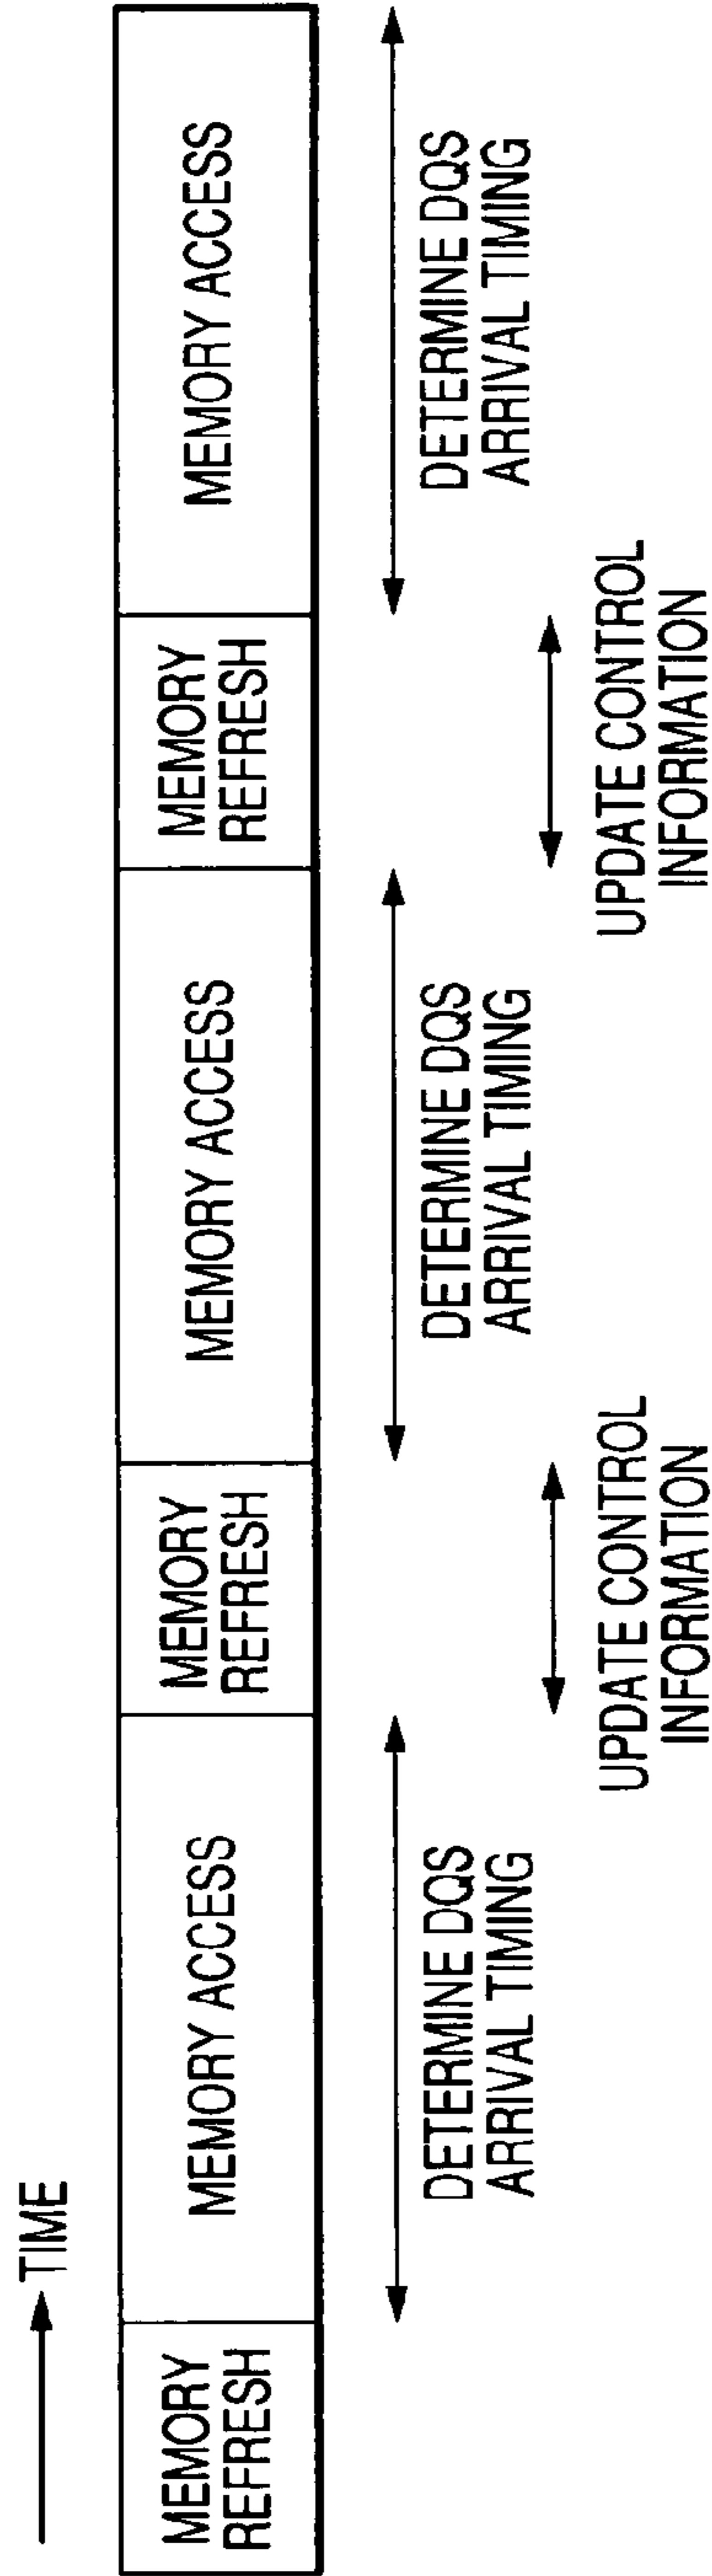 TIME
MEMORY
REFRESH
MEMORY ACCESS
MEMORY
REFRESH
MEMORY ACCESS
MEMORY
REFRESH
MEMORY ACCESS
DETERMINE DQS
ARRIVAL TIMING
DETERMINE DQS
ARRIVAL TIMING
DETERMINE DQS
ARRIVAL TIMING
UPDATE CONTROL
INFORMATION
UPDATE CONTROL
INFORMATION